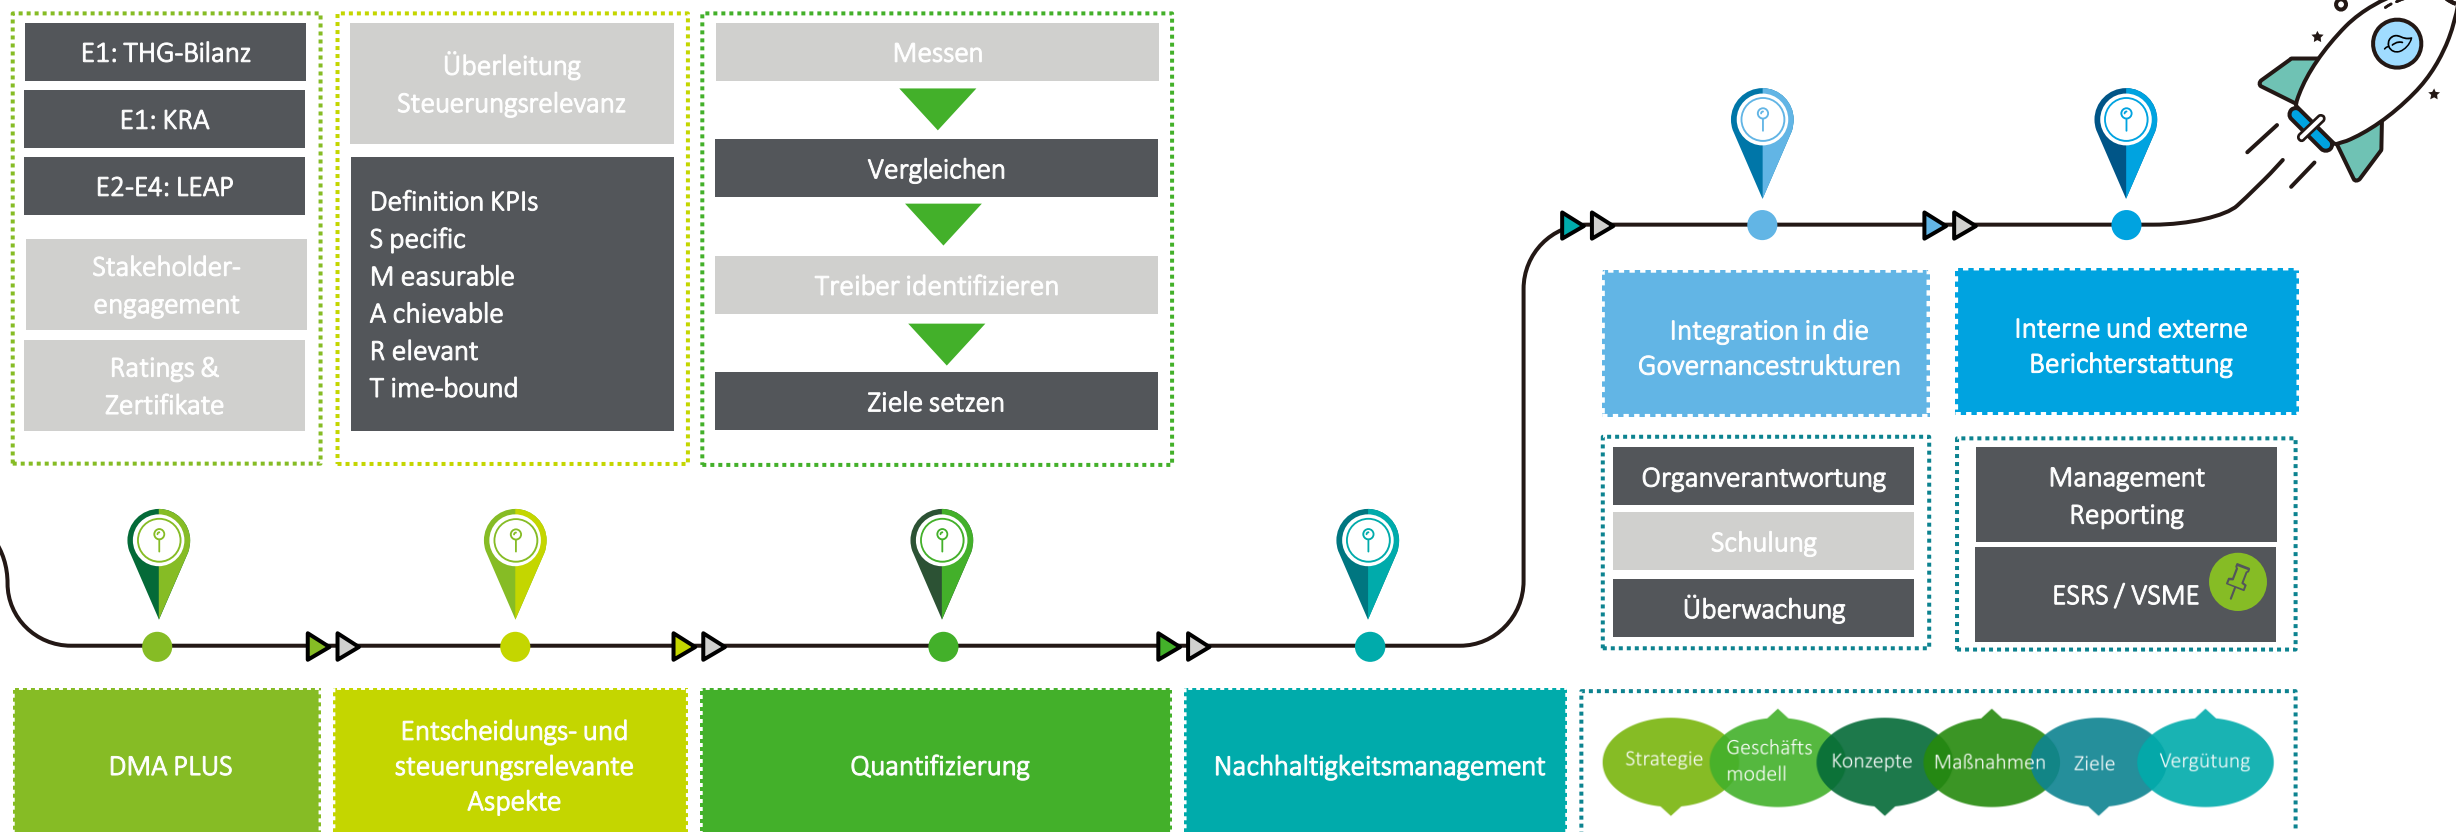 E1: THG-Bilanz
E1: KRA
E2-E4: LEAP
Stakeholder-
engagement
Ratings &
Zertifikate
Überleitung
Steuerungsrelevanz
Definition KPIs
S pecific
M easurable
A chievable
R elevant
T ime-bound
Messen
Vergleichen
Treiber identifizieren
Ziele setzen
DMA PLUS
Entscheidungs- und
steuerungsrelevante
Aspekte
Quantifizierung
Nachhaltigkeitsmanagement
Integration in die
Governancestrukturen
Organverantwortung
Schulung
Überwachung
Interne und externe
Berichterstattung
Management
Reporting
ESRS / VSME
Strategie
Geschäfts
modell
Konzepte
Maßnahmen
Ziele
Vergütung